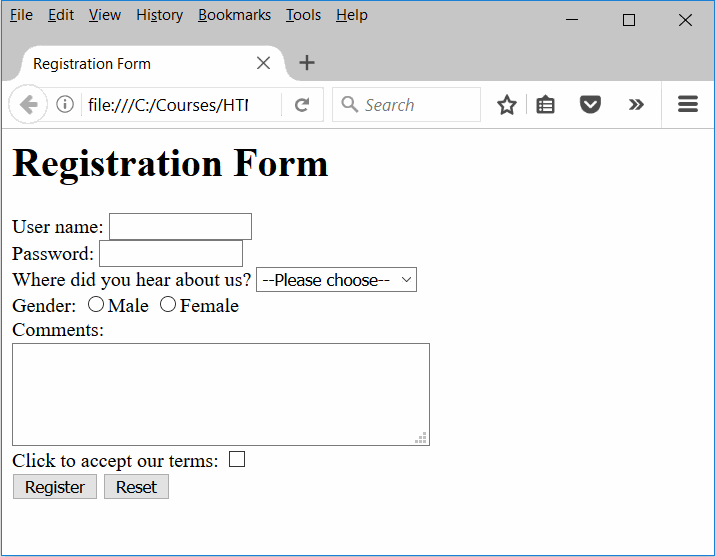 File Edit View History Bookmarks Tools Help
Registration Form
file:///C:/Courses/HTM
Search
Registration Form
User name:
Password:
Where did you hear about us? --Please choose--
Gender: Male Female
Comments:
Click to accept our terms:
Register Reset